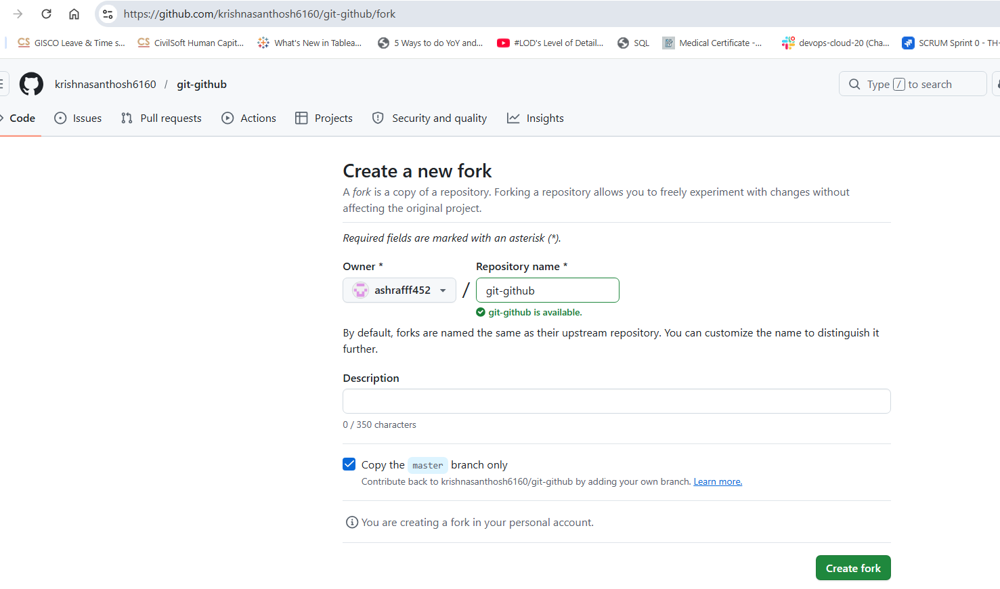 https://github.com/krishnasanthosh6160/git-github/fork
CS GISCO Leave & Time s... CS CivilSoft Human Capit... What's New in Tablea... 5 Ways to do YoY and... #LOD's Level of Detail... SQL Medical Certificate -... devops-cloud-20 (Cha... SCRUM Sprint 0 - TH-
krishnasanthosh6160 / git-github
Type / to search
Code Issues Pull requests Actions Projects Security and quality Insights
Create a new fork
A fork is a copy of a repository. Forking a repository allows you to freely experiment with changes without
affecting the original project.
Required fields are marked with an asterisk (*).
Owner * Repository name *
ashrafff452 / git-github
git-github is available.
By default, forks are named the same as their upstream repository. You can customize the name to distinguish it
further.
Description
0 / 350 characters
Copy the master branch only
Contribute back to krishnasanthosh6160/git-github by adding your own branch. Learn more.
You are creating a fork in your personal account.
Create fork